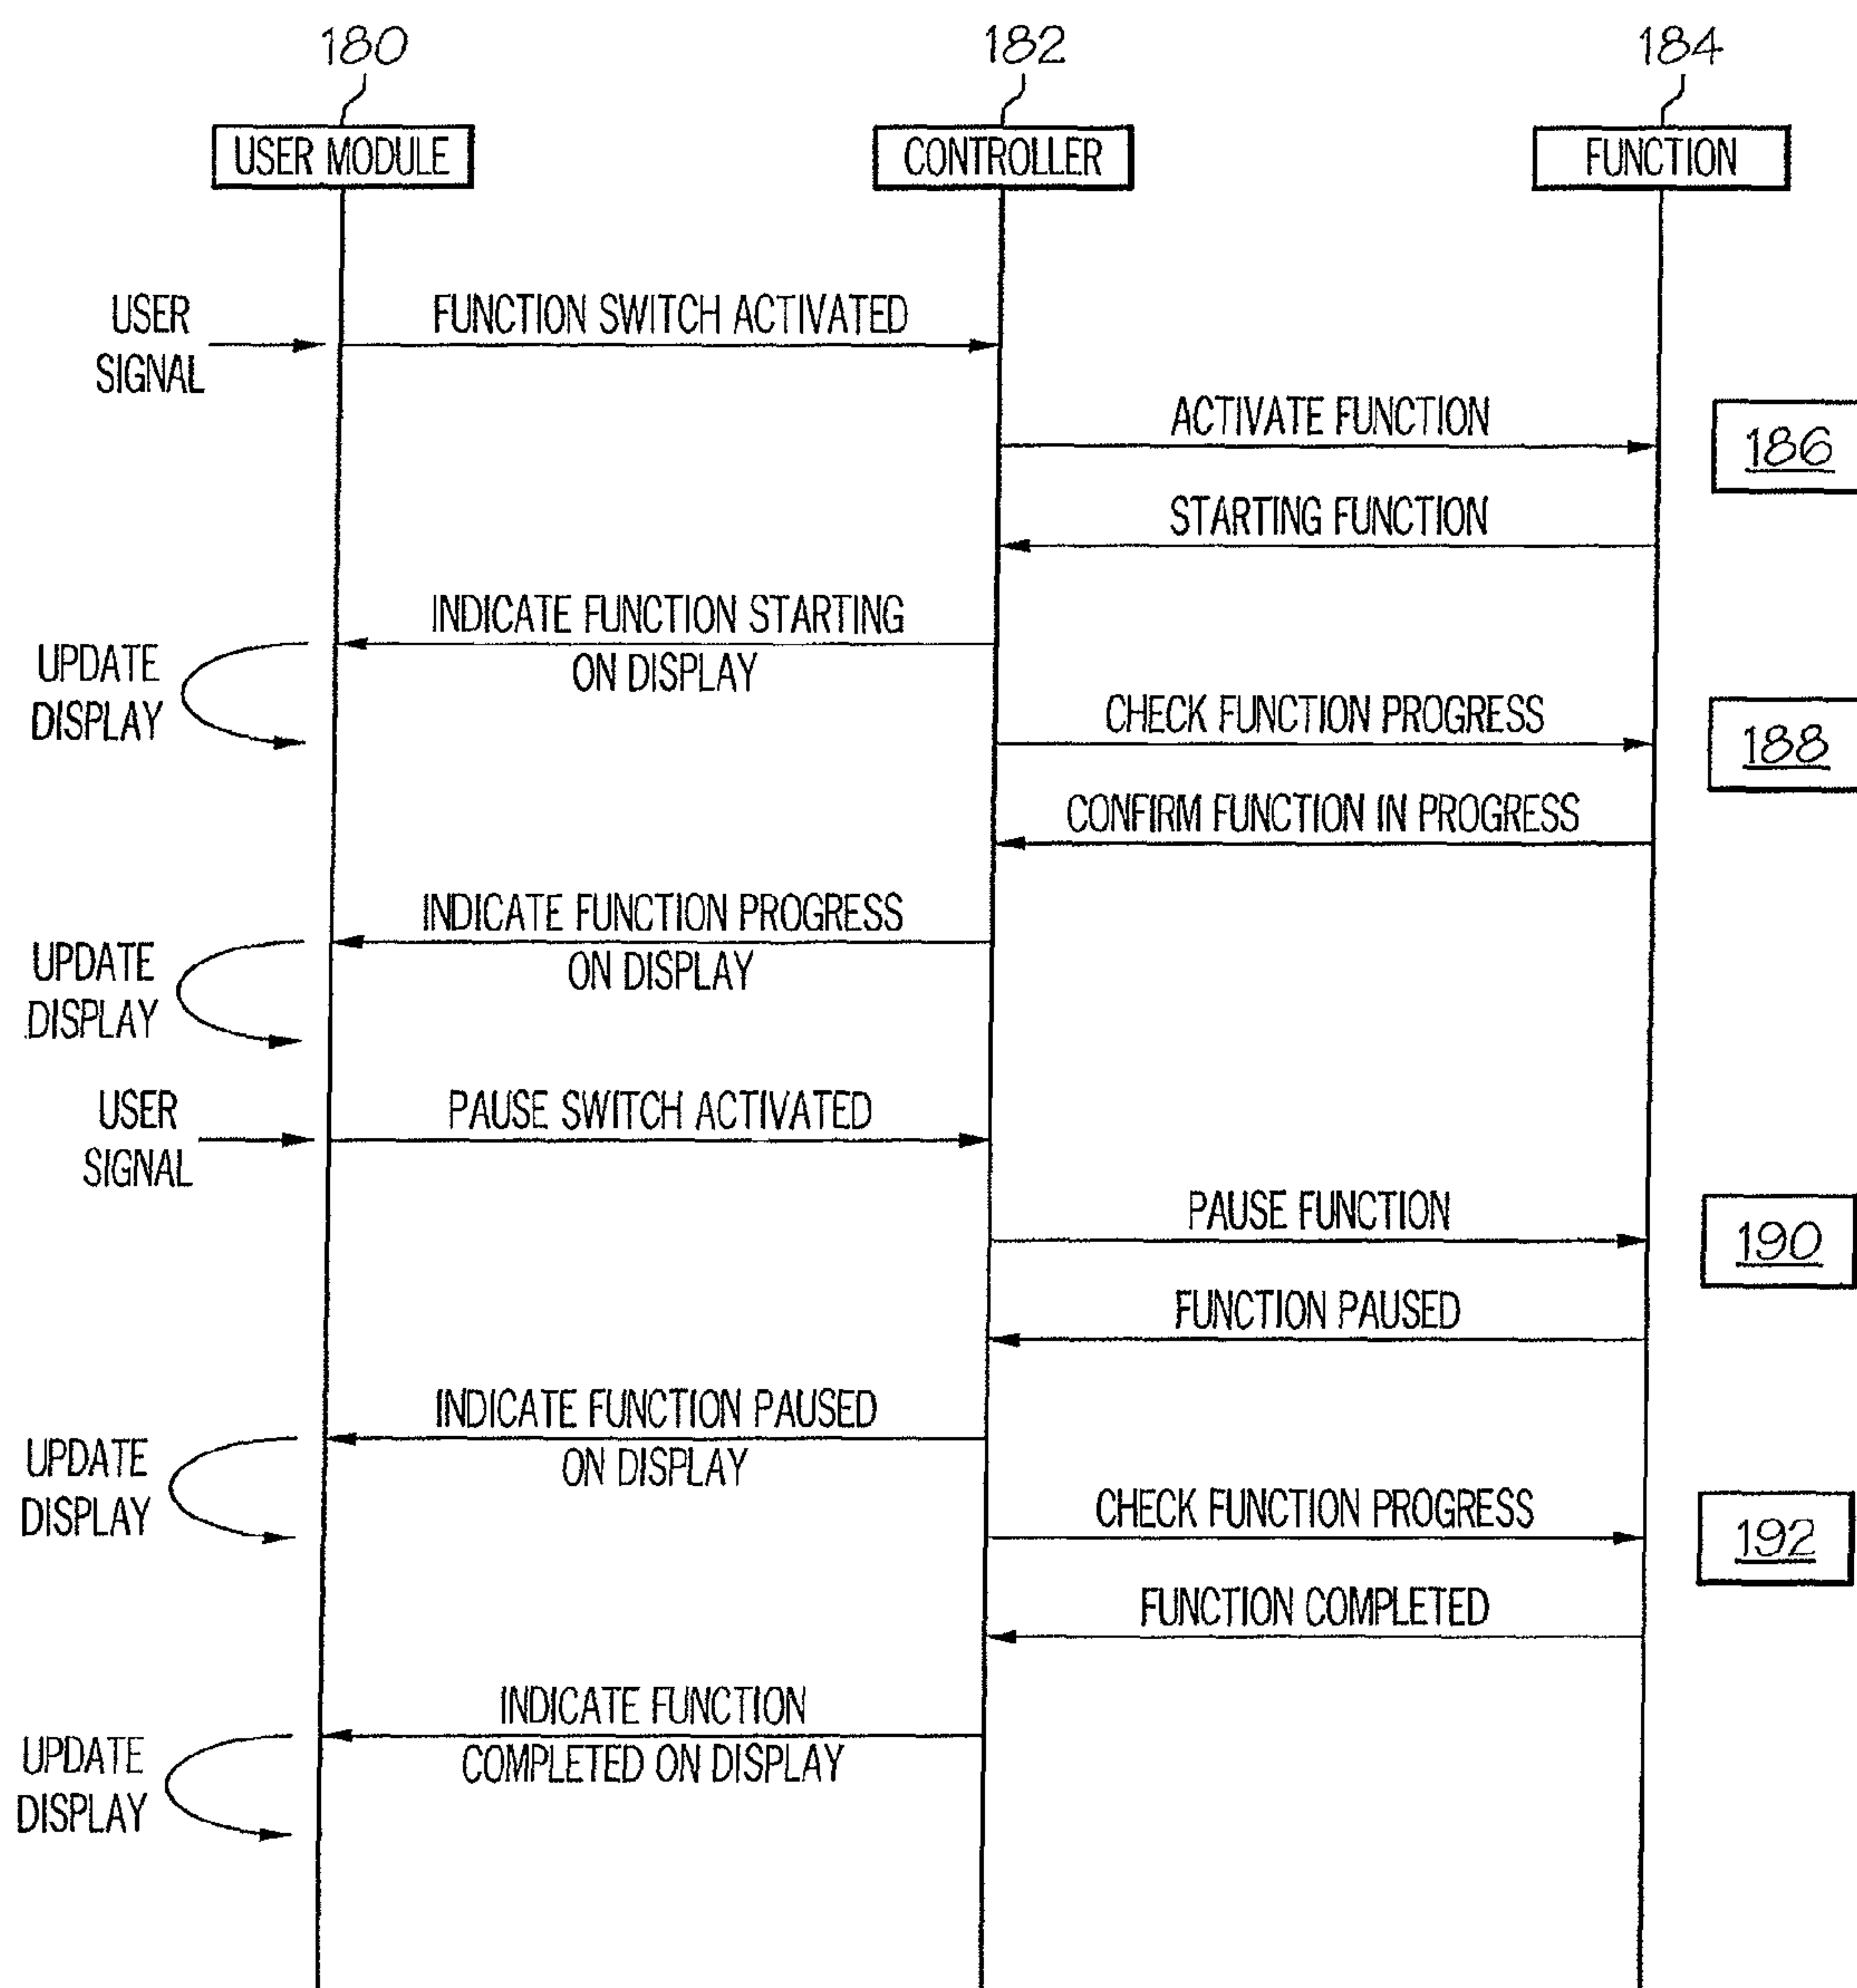 180
182
184
USER MODULE
CONTROLLER
FUNCTION
USER
SIGNAL
FUNCTION SWITCH ACTIVATED
ACTIVATE FUNCTION
186
STARTING FUNCTION
INDICATE FUNCTION STARTING
ON DISPLAY
UPDATE
DISPLAY
CHECK FUNCTION PROGRESS
188
CONFIRM FUNCTION IN PROGRESS
INDICATE FUNCTION PROGRESS
ON DISPLAY
UPDATE
DISPLAY
USER
SIGNAL
PAUSE SWITCH ACTIVATED
PAUSE FUNCTION
190
FUNCTION PAUSED
INDICATE FUNCTION PAUSED
ON DISPLAY
UPDATE
DISPLAY
CHECK FUNCTION PROGRESS
192
FUNCTION COMPLETED
INDICATE FUNCTION
COMPLETED ON DISPLAY
UPDATE
DISPLAY